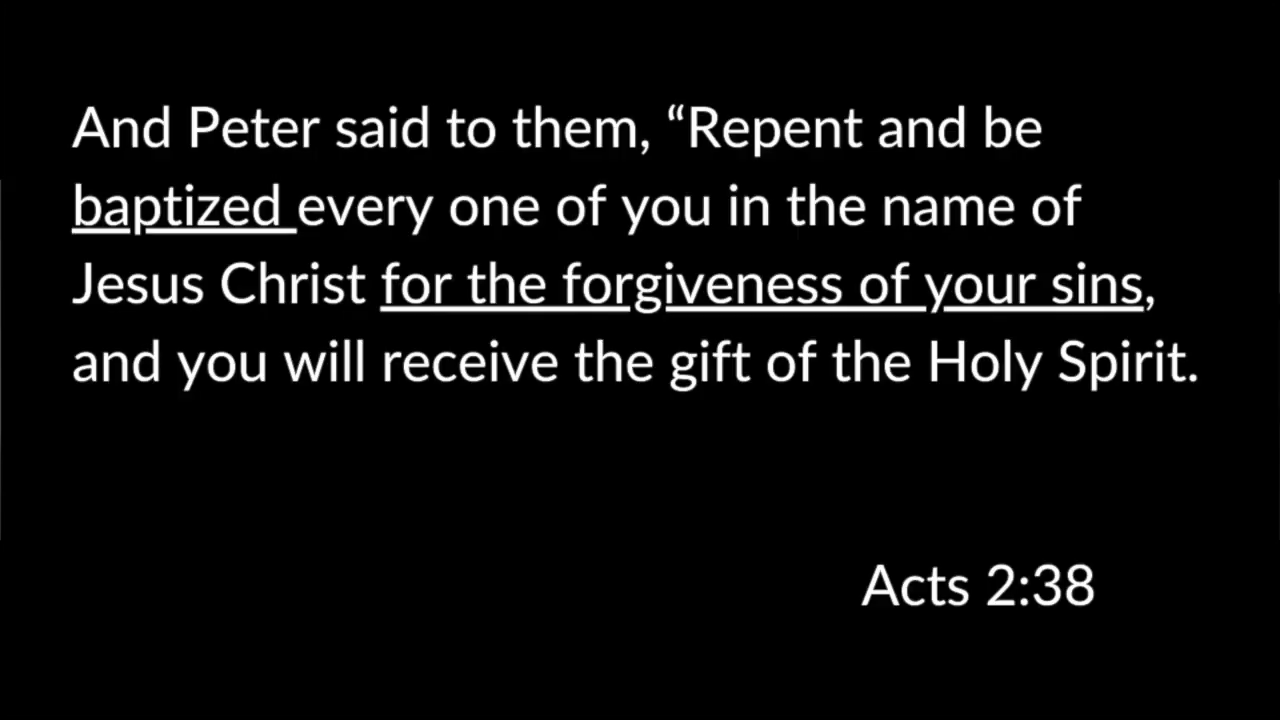 And Peter said to them, “Repent and be
baptized every one of you in the name of
Jesus Christ for the forgiveness of your sins,
and you will receive the gift of the Holy Spirit.
Acts 2:38